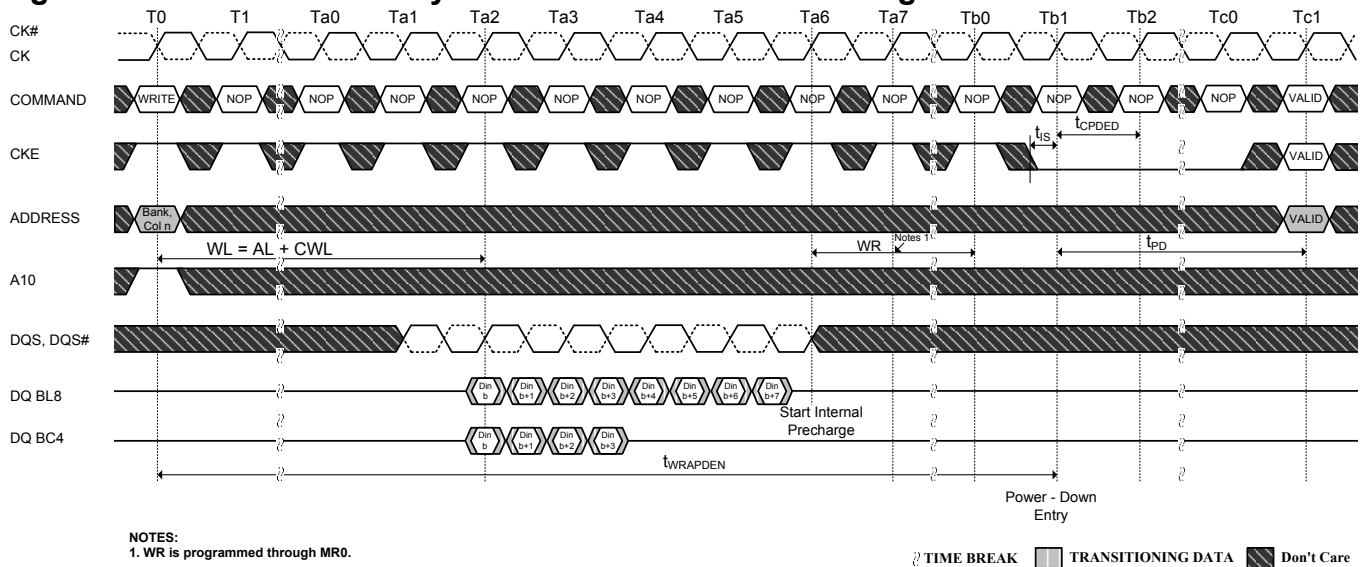 T0 T1 Ta0 Ta1 Ta2 Ta3 Ta4 Ta5 Ta6 Ta7 Tb0 Tb1 Tb2 Tc0 Tc1
CK#
CK
COMMAND WRITE NOP NOP NOP NOP NOP NOP NOP NOP NOP NOP NOP NOP NOP VALID
tIS tCPDED
CKE VALID
ADDRESS Bank, Col n VALID
WL = AL + CWL WR Notes 1 tPD
A10
DQS, DQS#
DQ BL8 Din b Din b+1 Din b+2 Din b+3 Din b+4 Din b+5 Din b+6 Din b+7
Start Internal
Precharge
DQ BC4 Din b Din b+1 Din b+2 Din b+3
tWRAPDEN
Power - Down
Entry
NOTES:
1. WR is programmed through MR0.
TIME BREAK TRANSITIONING DATA Don't Care